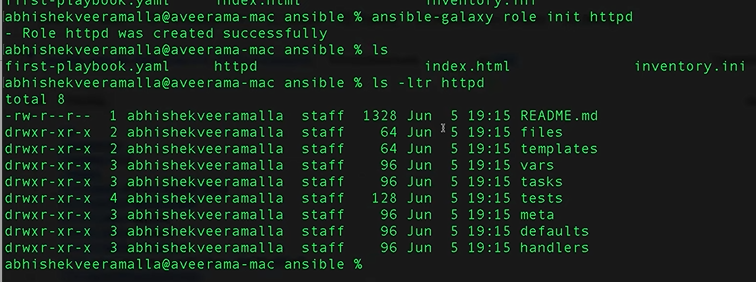 first-playbook.yaml index.html inventory.ini
abhishekveeramalla@aveerama-mac ansible % ansible-galaxy role init httpd
- Role httpd was created successfully
abhishekveeramalla@aveerama-mac ansible % ls
first-playbook.yaml httpd index.html inventory.ini
abhishekveeramalla@aveerama-mac ansible % ls -ltr httpd
total 8
-rw-r--r-- 1 abhishekveeramalla staff 1328 Jun 5 19:15 README.md
drwxr-xr-x 2 abhishekveeramalla staff 64 Jun 5 19:15 files
drwxr-xr-x 2 abhishekveeramalla staff 64 Jun 5 19:15 templates
drwxr-xr-x 3 abhishekveeramalla staff 96 Jun 5 19:15 vars
drwxr-xr-x 3 abhishekveeramalla staff 96 Jun 5 19:15 tasks
drwxr-xr-x 4 abhishekveeramalla staff 128 Jun 5 19:15 tests
drwxr-xr-x 3 abhishekveeramalla staff 96 Jun 5 19:15 meta
drwxr-xr-x 3 abhishekveeramalla staff 96 Jun 5 19:15 defaults
drwxr-xr-x 3 abhishekveeramalla staff 96 Jun 5 19:15 handlers
abhishekveeramalla@aveerama-mac ansible %